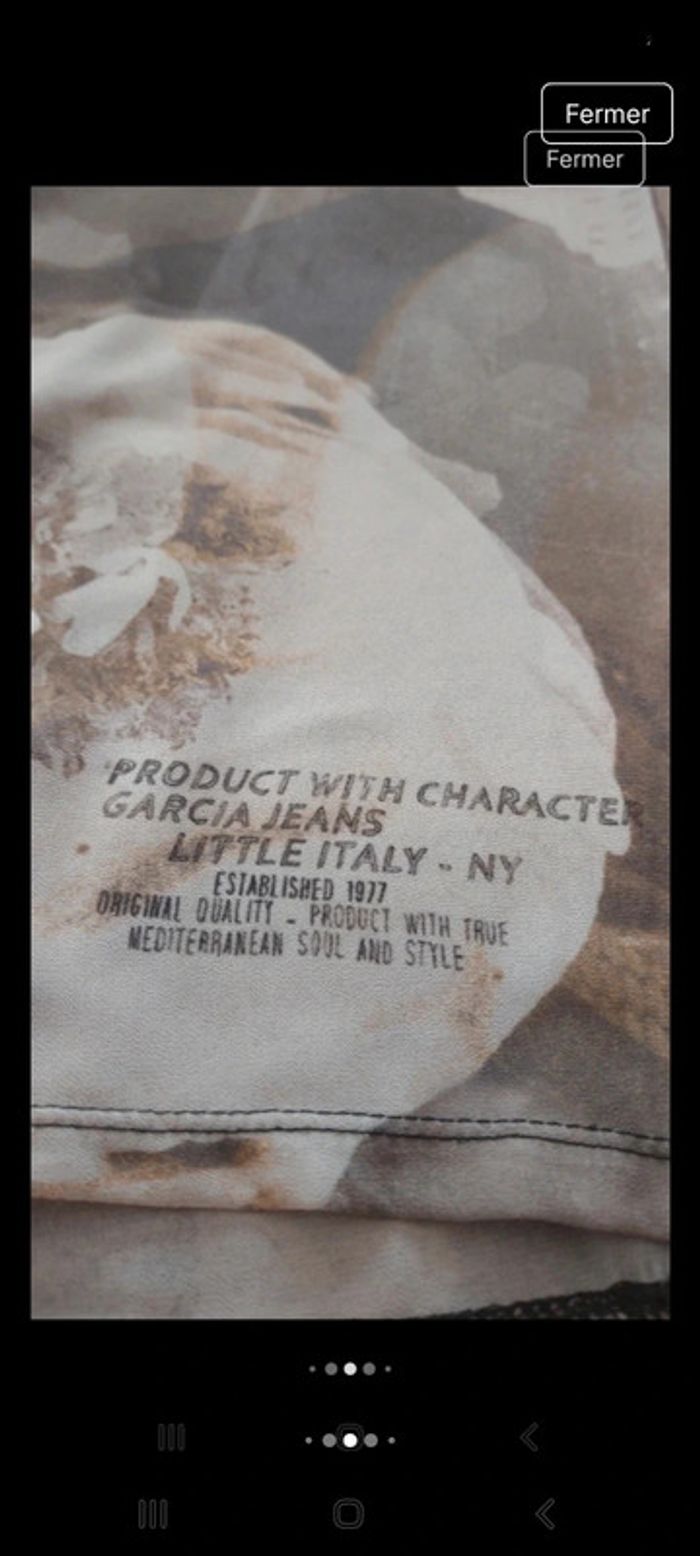 Fermer
Fermer
PRODUCT WITH CHARACTER
GARCIA JEANS
LITTLE ITALY - NY
ESTABLISHED 1977
ORIGINAL QUALITY - PRODUCT WITH TRUE
MEDITERRANEAN SOUL AND STYLE